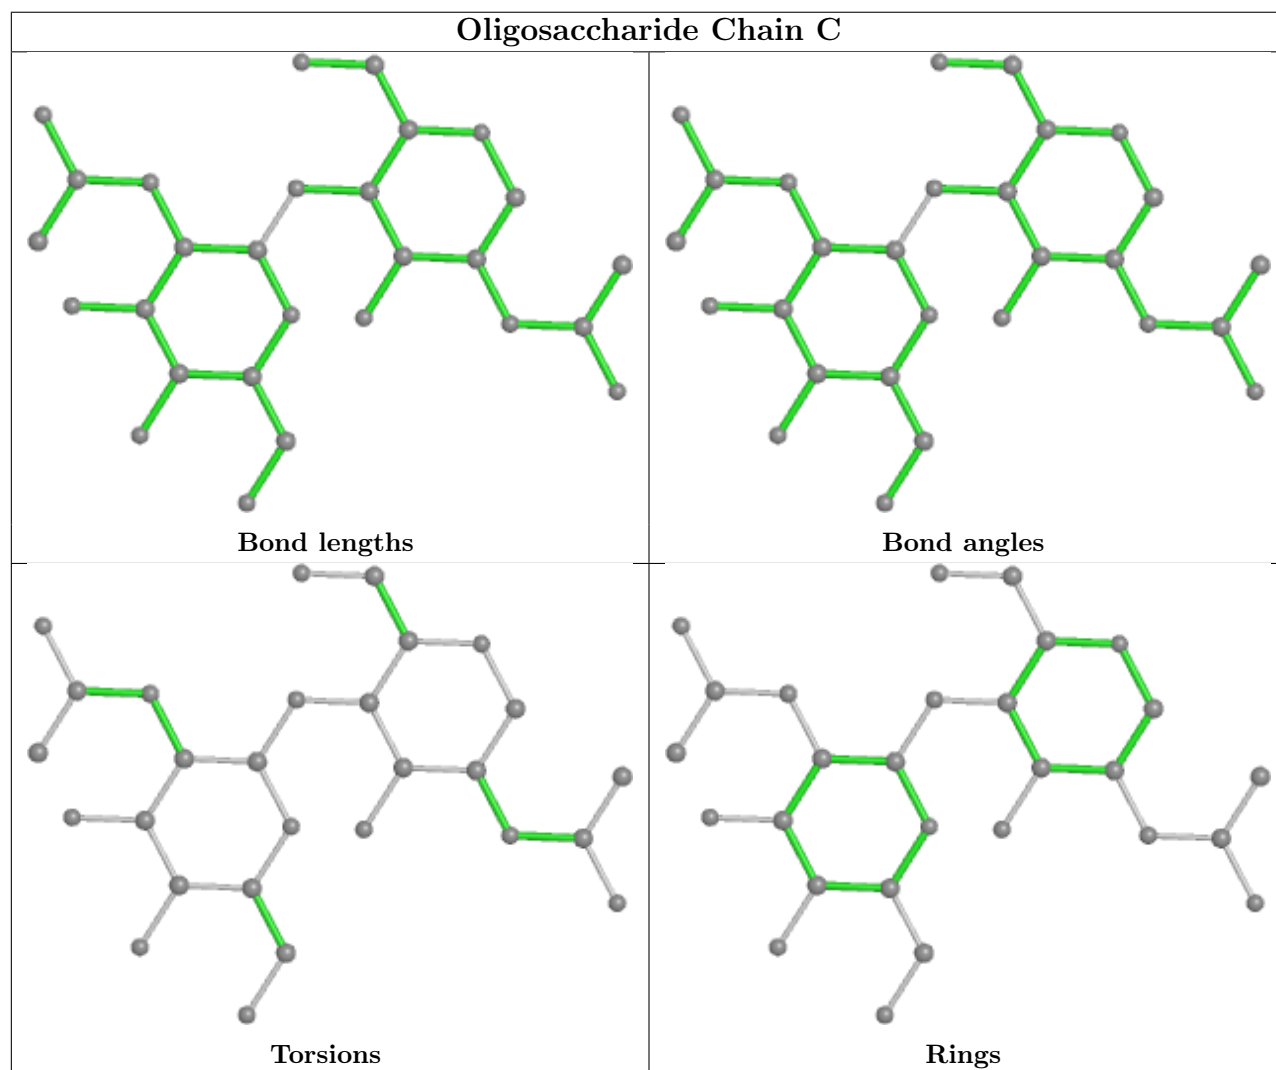 Oligosaccharide Chain C
Bond lengths
Bond angles
Torsions
Rings